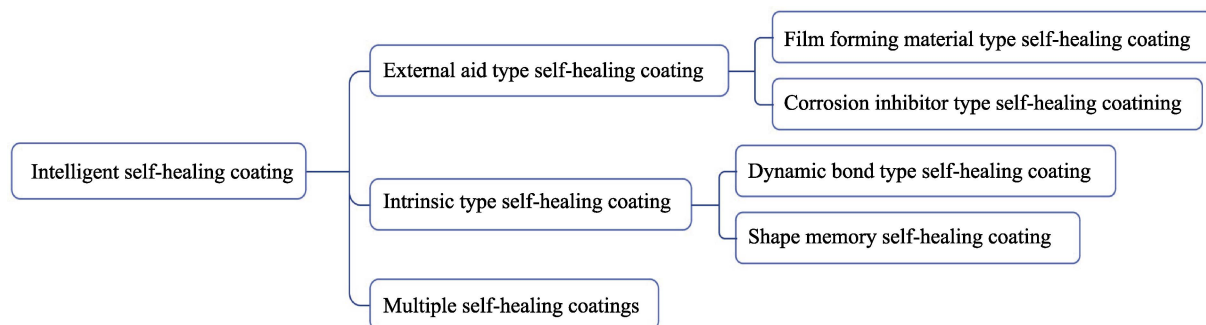 Film forming material type self-healing coating
External aid type self-healing coating
Corrosion inhibitor type self-healing coatining
Intelligent self-healing coating
Dynamic bond type self-healing coating
Intrinsic type self-healing coating
Shape memory self-healing coating
Multiple self-healing coatings